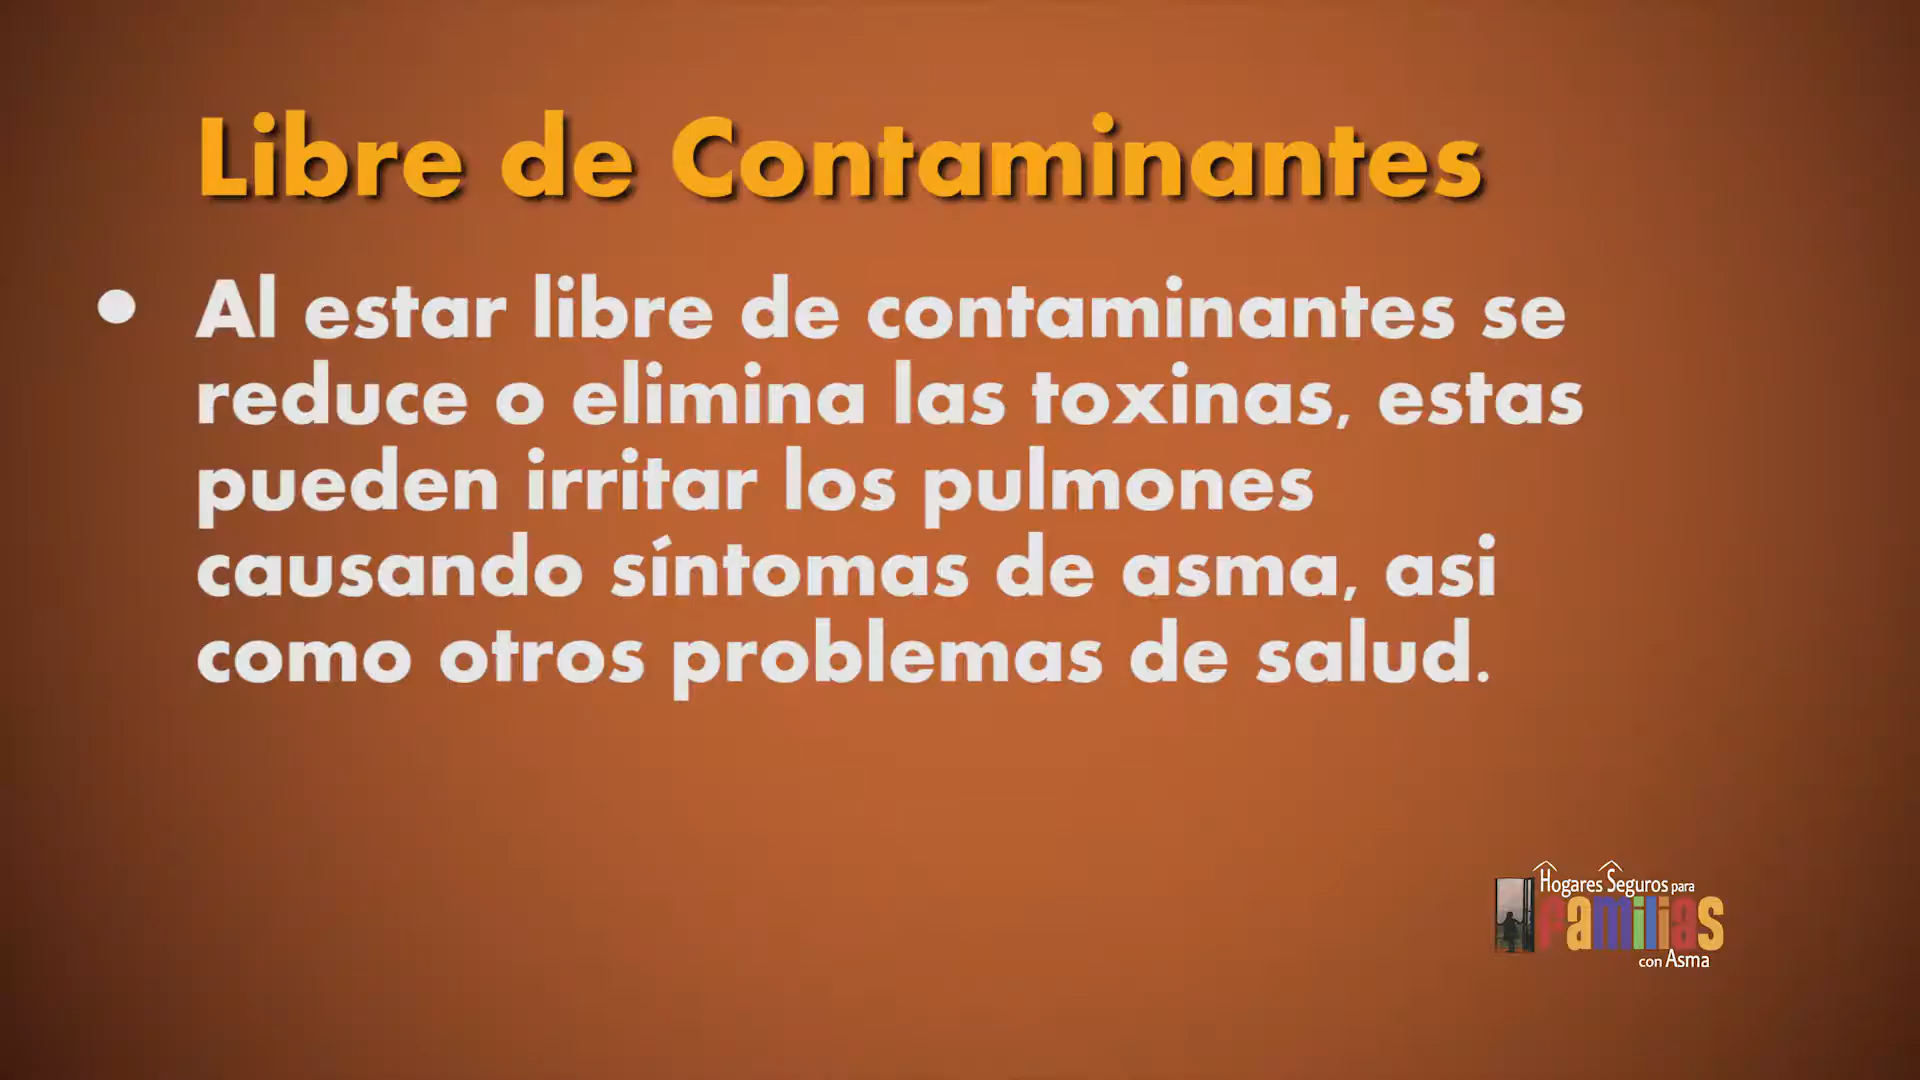 Libre de Contaminantes
• Al estar libre de contaminantes se
reduce o elimina las toxinas, estas
pueden irritar los pulmones
causando síntomas de asma, asi
como otros problemas de salud.
Hogares Seguros para
familias
con Asma